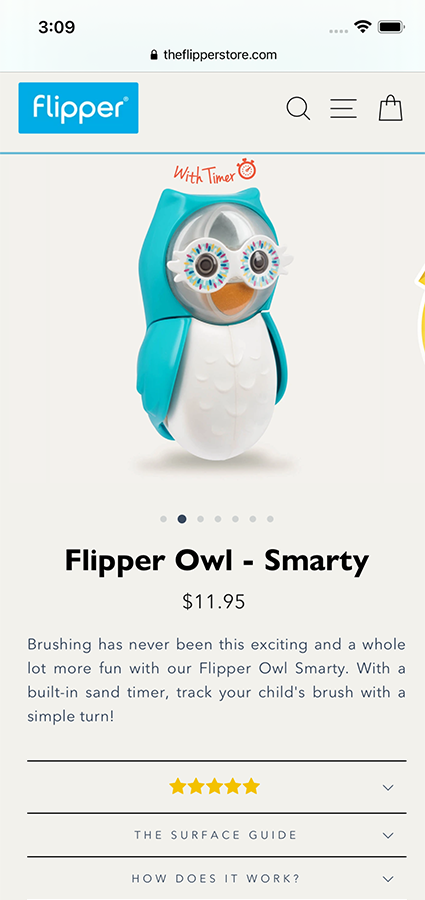 3:09
theflipperstore.com
flipper®
With Timer
Flipper Owl - Smarty
$11.95
Brushing has never been this exciting and a whole
lot more fun with our Flipper Owl Smarty. With a
built-in sand timer, track your child's brush with a
simple turn!
THE SURFACE GUIDE
HOW DOES IT WORK?